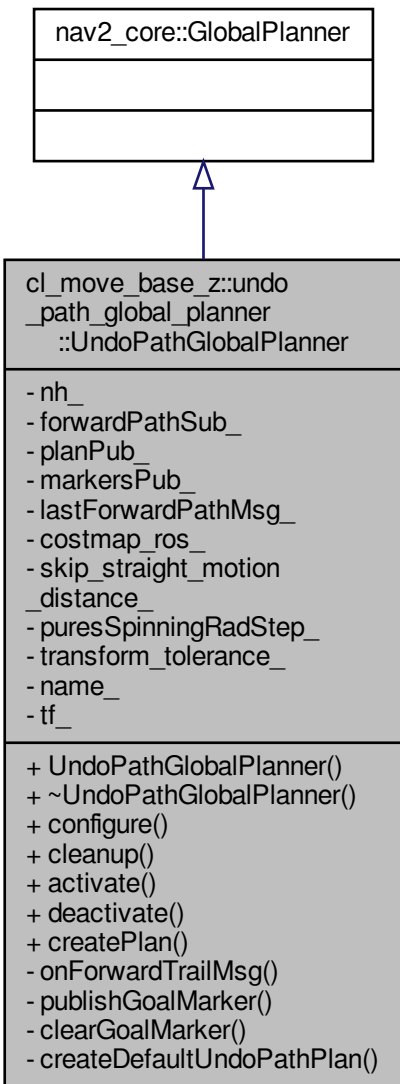 nav2_core::GlobalPlanner
cl_move_base_z::undo
_path_global_planner
::UndoPathGlobalPlanner
- nh_
- forwardPathSub_
- planPub_
- markersPub_
- lastForwardPathMsg_
- costmap_ros_
- skip_straight_motion
_distance_
- puresSpinningRadStep_
- transform_tolerance_
- name_
- tf_
+ UndoPathGlobalPlanner()
+ ~UndoPathGlobalPlanner()
+ configure()
+ cleanup()
+ activate()
+ deactivate()
+ createPlan()
- onForwardTrailMsg()
- publishGoalMarker()
- clearGoalMarker()
- createDefaultUndoPathPlan()